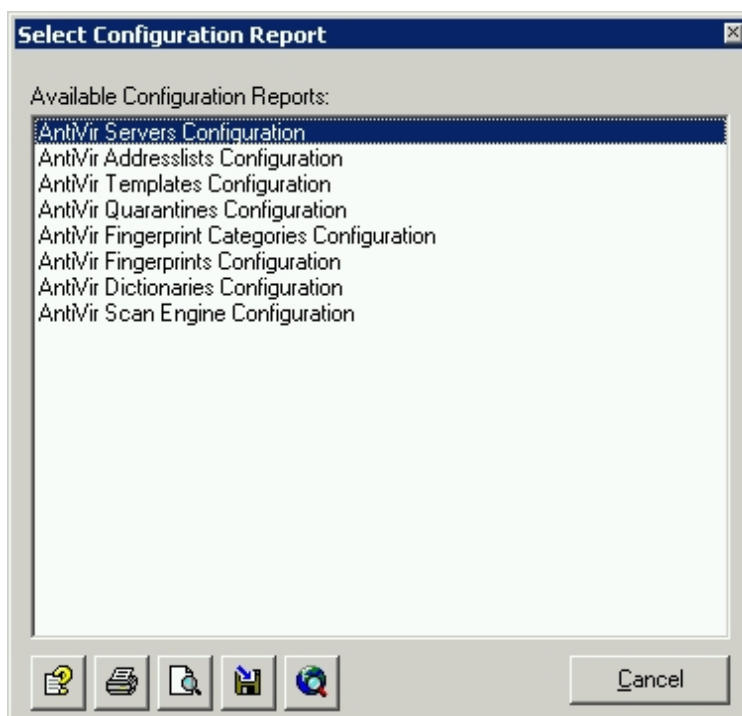 Select Configuration Report
Available Configuration Reports:
AntiVir Servers Configuration
AntiVir Addresslists Configuration
AntiVir Templates Configuration
AntiVir Quarantines Configuration
AntiVir Fingerprint Categories Configuration
AntiVir Fingerprints Configuration
AntiVir Dictionaries Configuration
AntiVir Scan Engine Configuration
Cancel